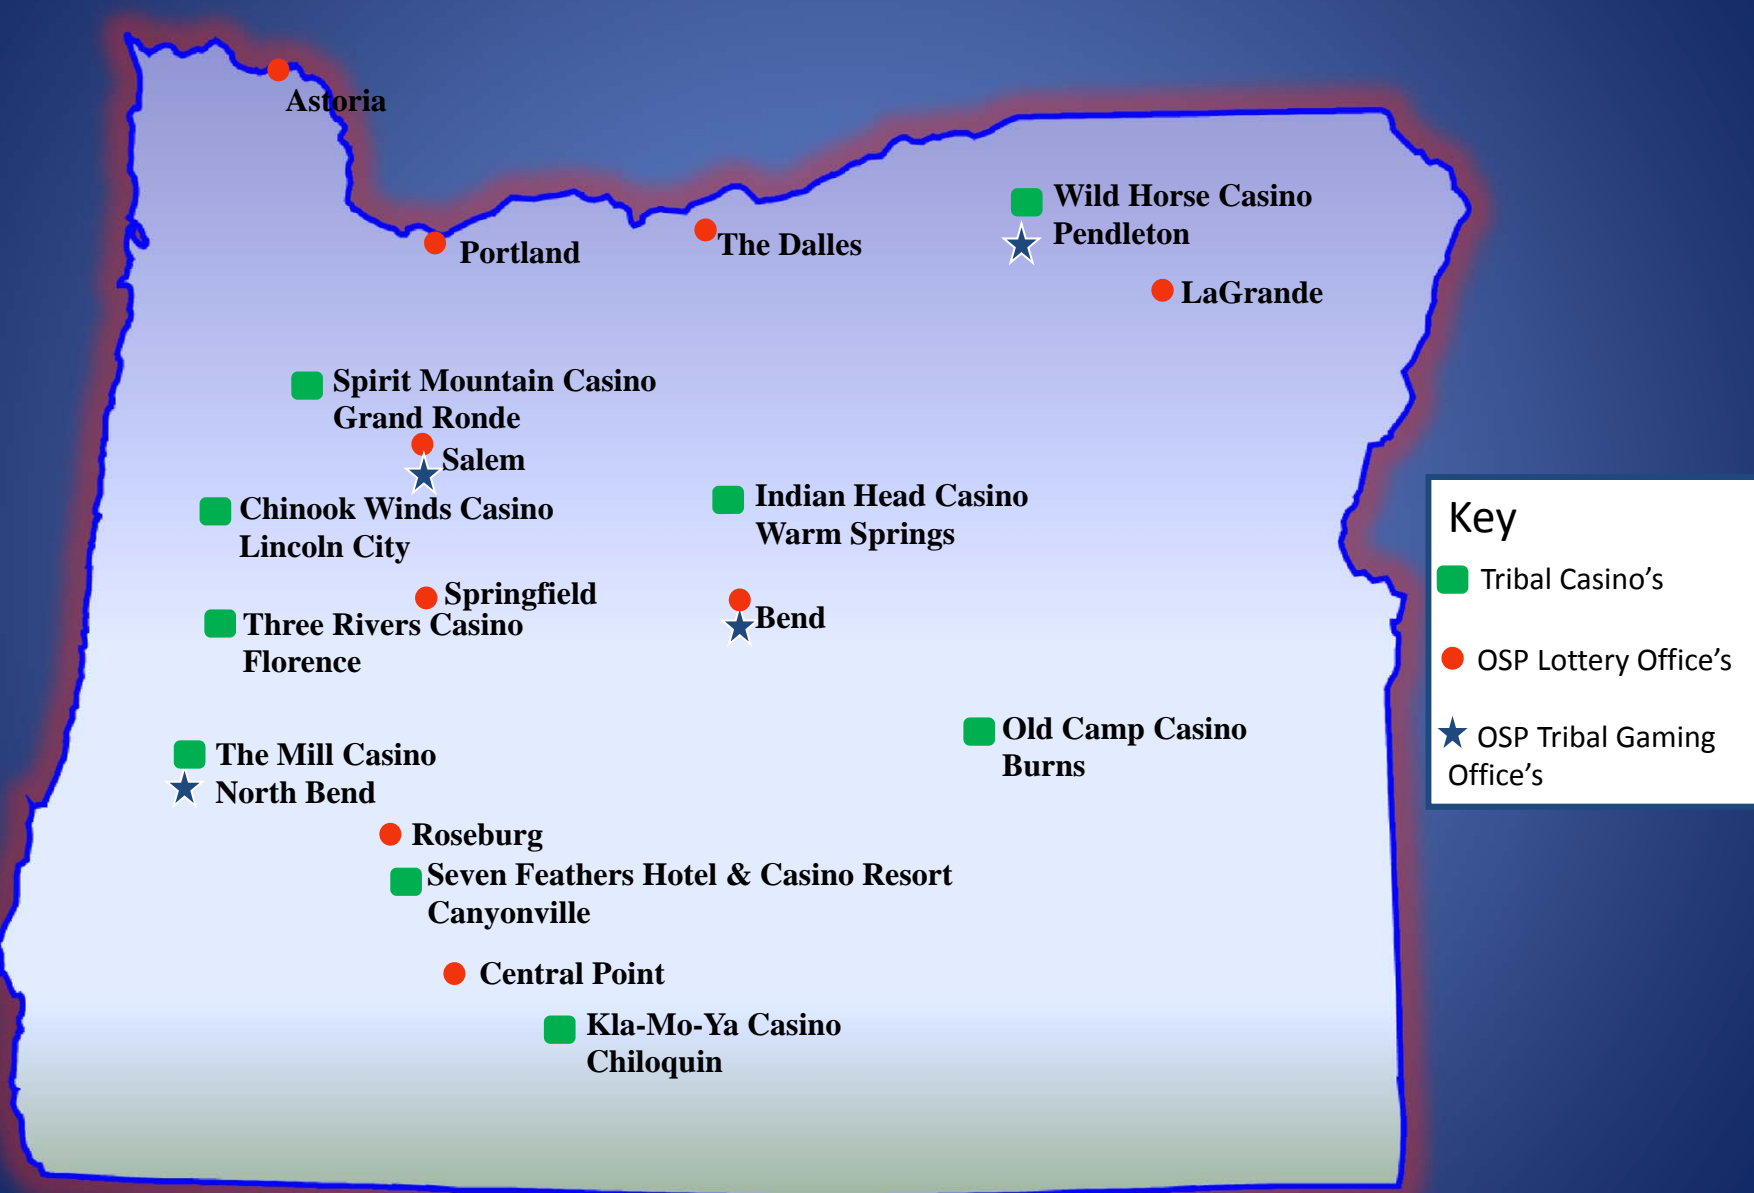 Astoria
Wild Horse Casino
Pendleton
Portland
The Dalles
LaGrande
Spirit Mountain Casino
Grand Ronde
Salem
Chinook Winds Casino
Lincoln City
Indian Head Casino
Warm Springs
Springfield
Three Rivers Casino
Florence
Bend
The Mill Casino
North Bend
Old Camp Casino
Burns
Roseburg
Seven Feathers Hotel & Casino Resort
Canyonville
Central Point
Kla-Mo-Ya Casino
Chiloquin
Key
Tribal Casino’s
OSP Lottery Office’s
OSP Tribal Gaming
Office’s